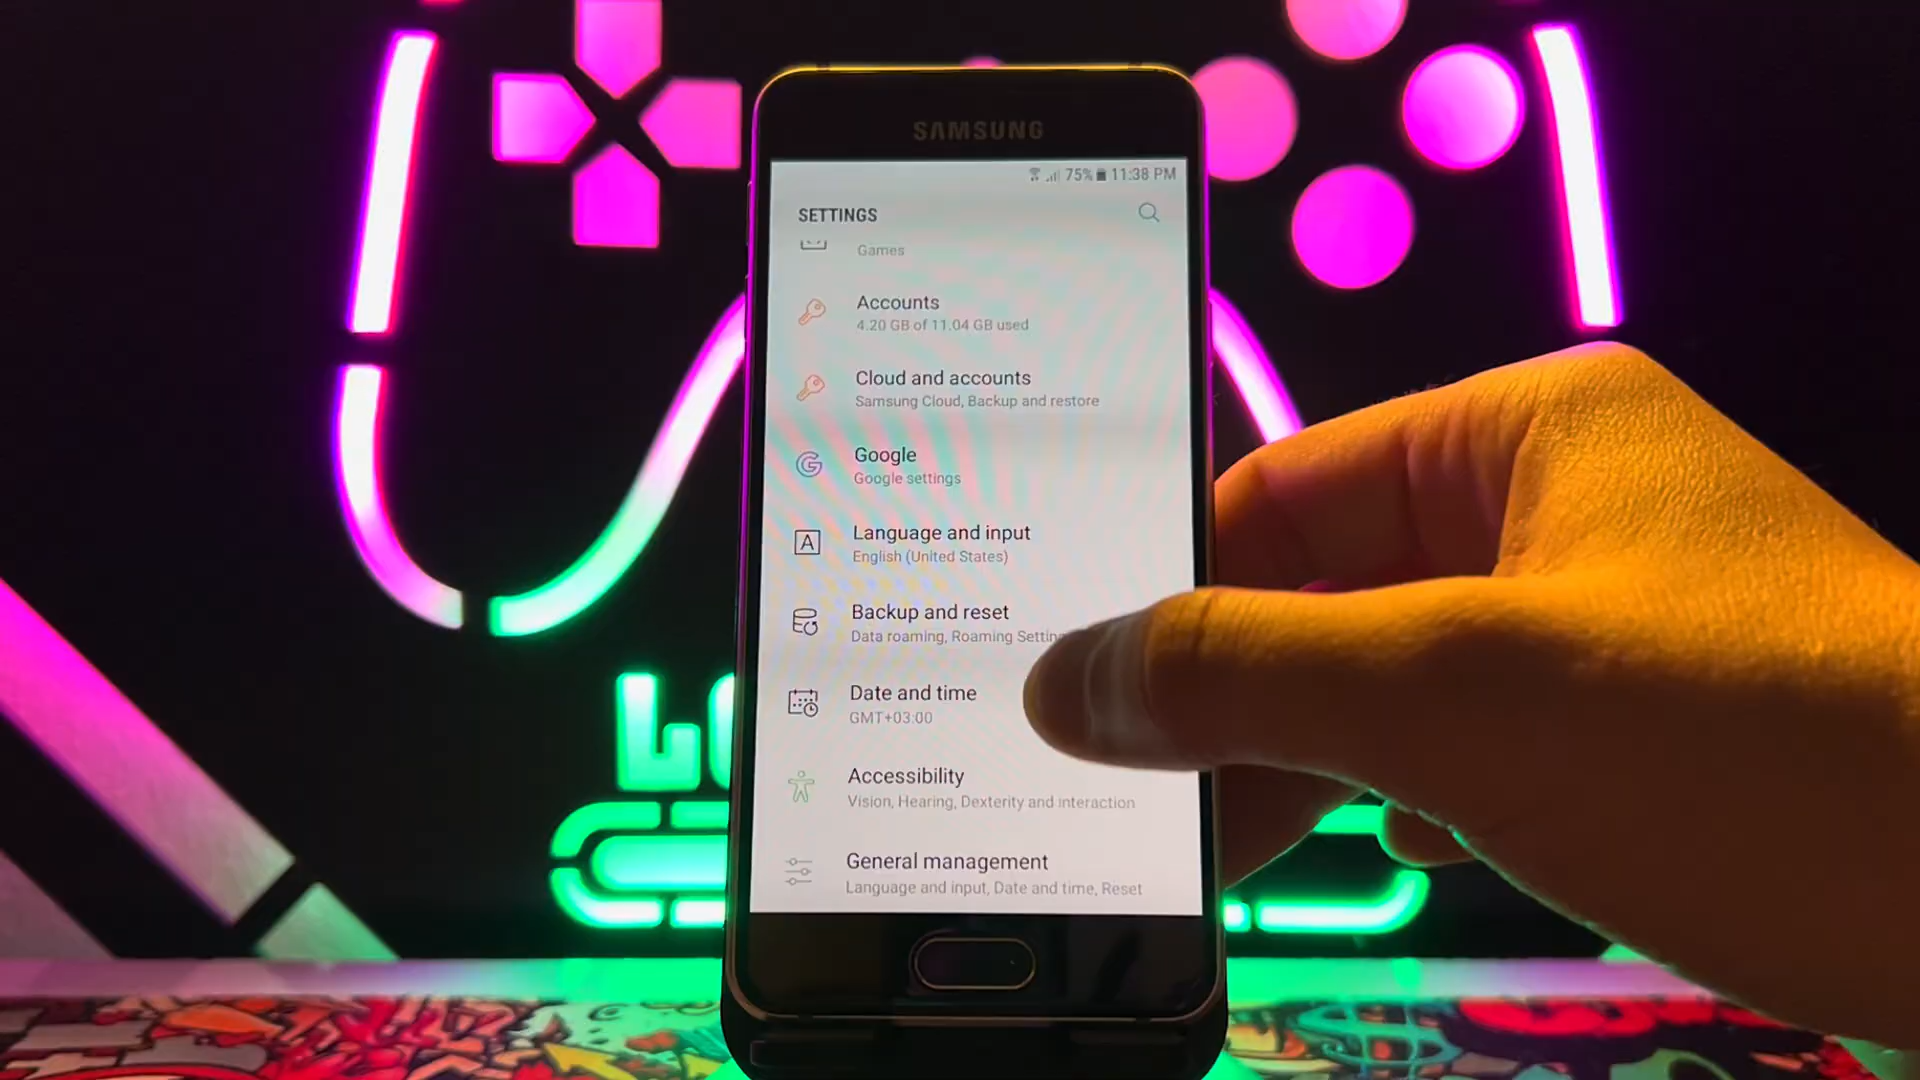 SAMSUNG
75% 11:38 PM
SETTINGS
Games
Accounts
4.20 GB of 11.04 GB used
Cloud and accounts
Samsung Cloud, Backup and restore
Google
Google settings
Language and input
English (United States)
Backup and reset
Data roaming, Roaming Settin
Date and time
GMT+03:00
Accessibility
Vision, Hearing, Dexterity and interaction
General management
Language and input, Date and time, Reset